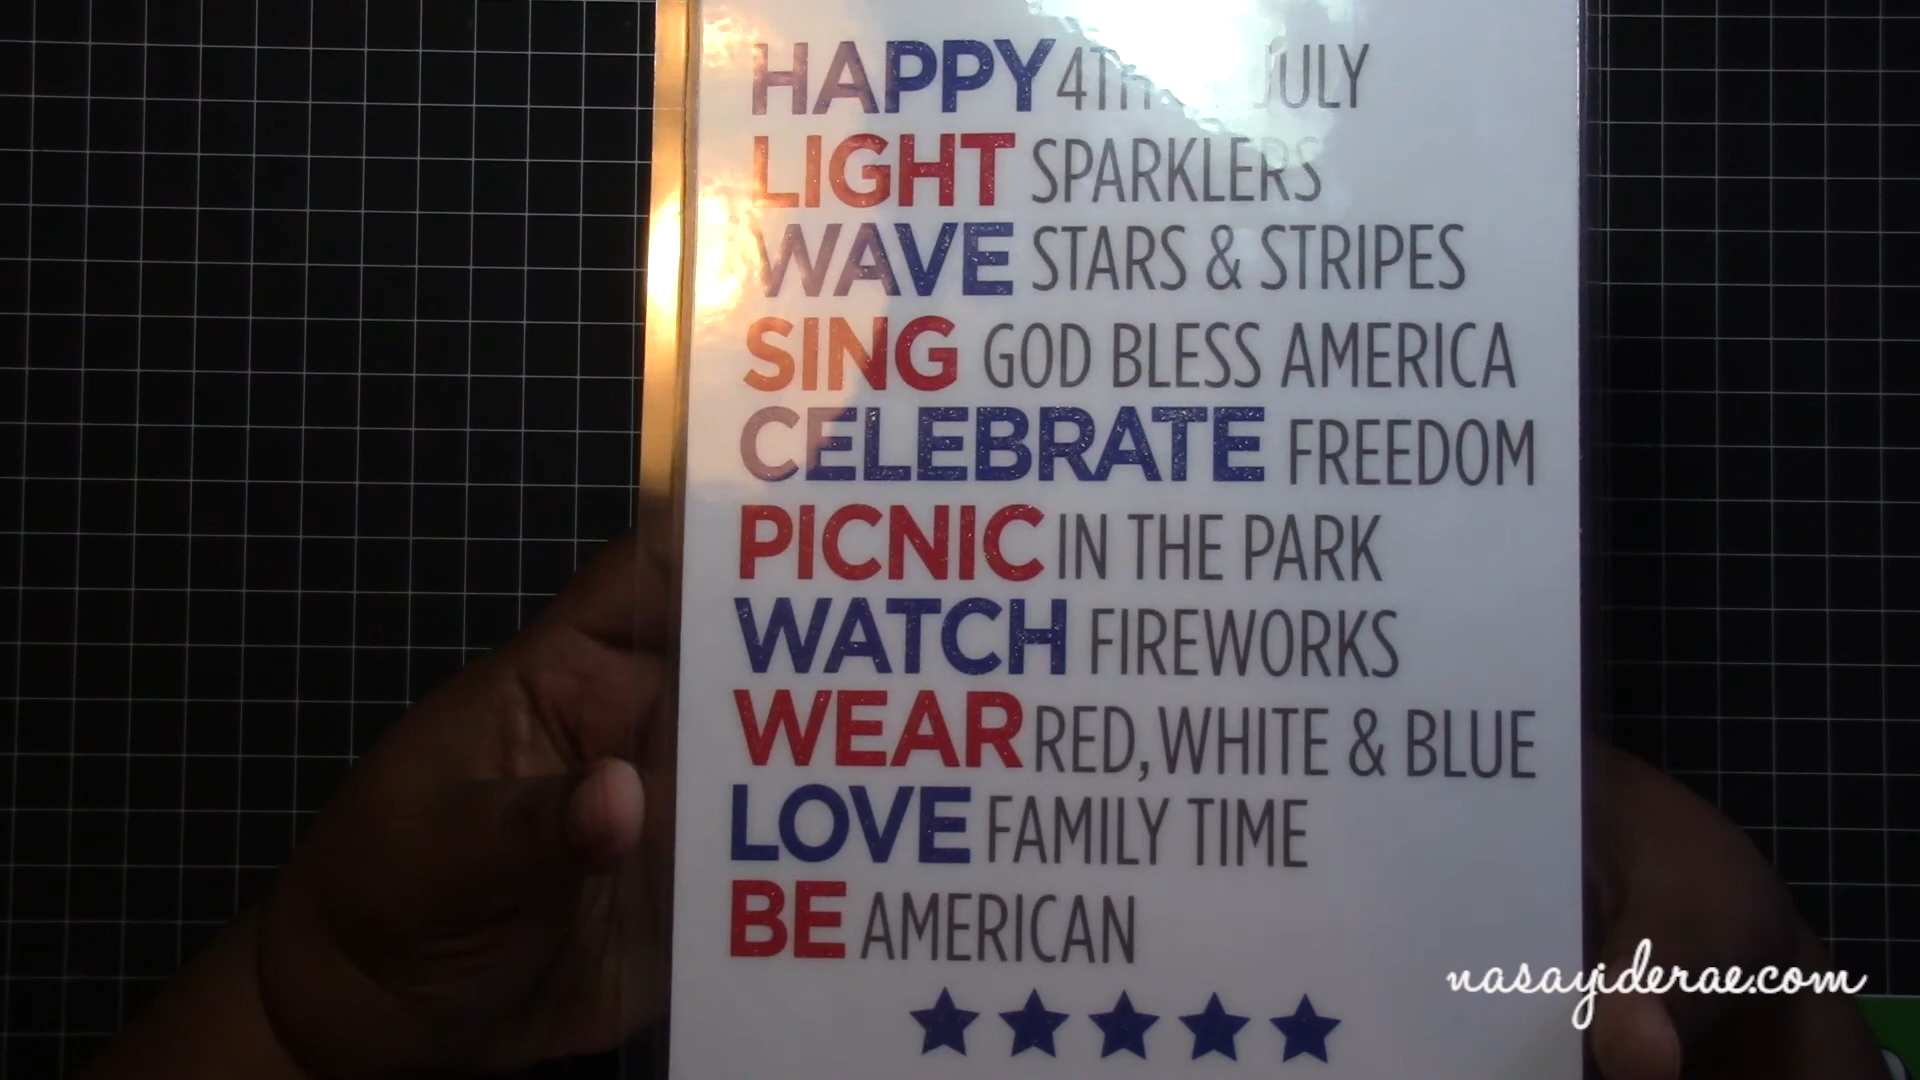 HAPPY 4TH JULY
LIGHT SPARKLERS
WAVE STARS & STRIPES
SING GOD BLESS AMERICA
CELEBRATE FREEDOM
PICNIC IN THE PARK
WATCH FIREWORKS
WEAR RED, WHITE & BLUE
LOVE FAMILY TIME
BE AMERICAN
nasayiderae.com